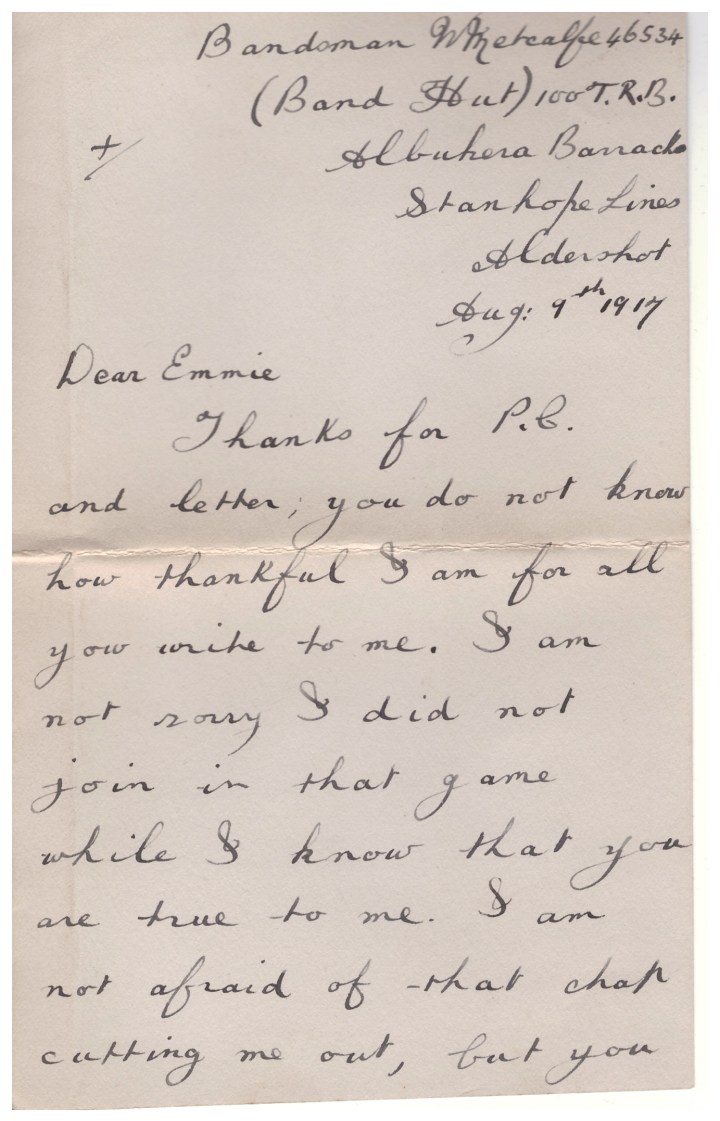 Bandsman W Metcalfe 46534
(Band Hut) 100 T.R.B.
Albuhera Barracks
Stanhope Lines
Aldershot
Aug: 9th 1917
Dear Emmie
Thanks for P.C.
and letter; you do not know
how thankful I am for all
you write to me. I am
not sorry I did not
join in that game
while I know that you
are true to me. I am
not afraid of that chap
cutting me out, but you